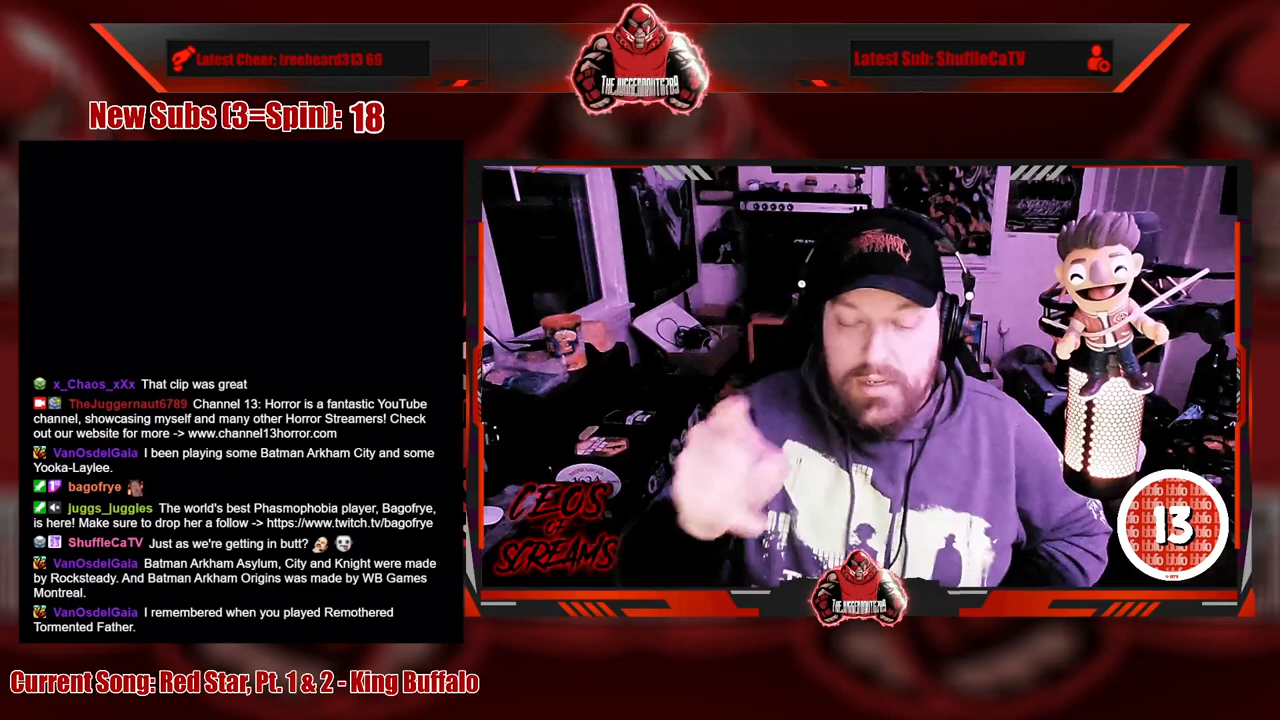 Latest Cheer: treebeard313 69
THEJUGGERNAUT6789
Latest Sub: ShuffleCaTV
New Subs (3=Spin): 18
x_Chaos_xXx That clip was great
TheJuggernaut6789 Channel 13: Horror is a fantastic YouTube
channel, showcasing myself and many other Horror Streamers! Check
out our website for more -> www.channel13horror.com
VanOsdelGaia I been playing some Batman Arkham City and some
Yooka-Laylee.
bagofrye
juggs_juggles The world's best Phasmophobia player, Bagofrye,
is here! Make sure to drop her a follow -> https://www.twitch.tv/bagofrye
ShuffleCaTV Just as we're getting in butt?
VanOsdelGaia Batman Arkham Asylum, City and Knight were made
by Rocksteady. And Batman Arkham Origins was made by WB Games
Montreal.
VanOsdelGaia I remembered when you played Remothered
Tormented Father.
CEOS
OF
SCREAMS
13
THEJUGGERNAUT6789
Current Song: Red Star, Pt. 1 & 2 - King Buffalo